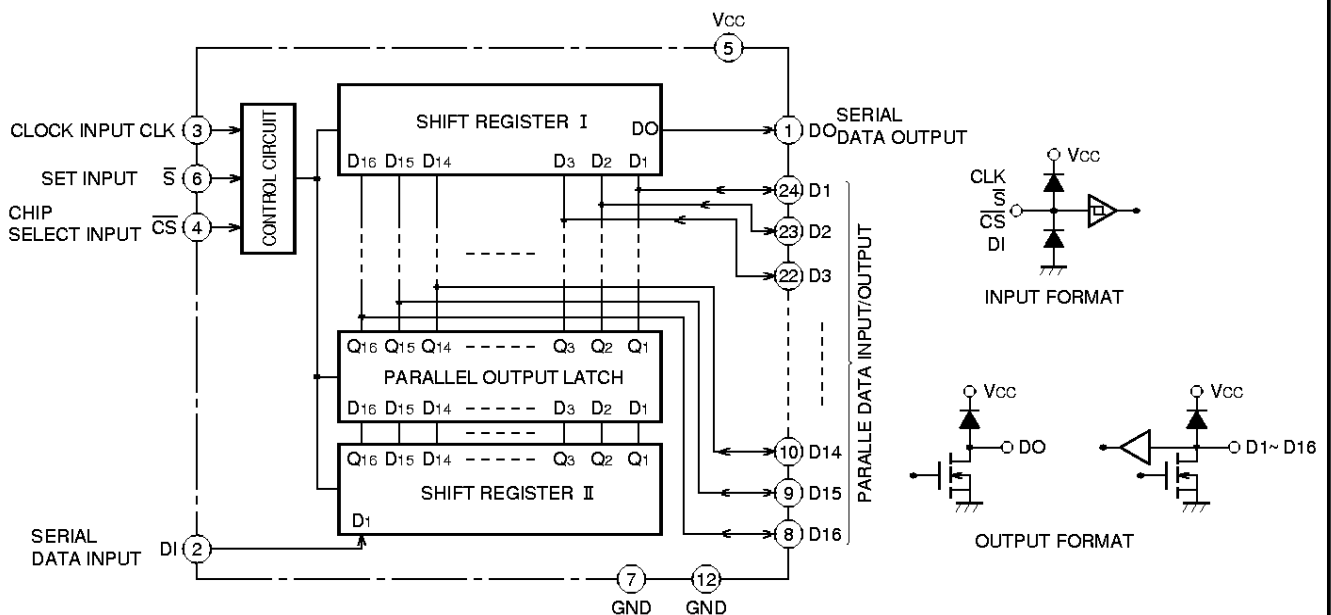 VCC
5
CLOCK INPUT CLK 3
SET INPUT S 6
CHIP
SELECT INPUT CS 4
CONTROL CIRCUIT
SHIFT REGISTER I
DO
D16 D15 D14 D3 D2 D1
1 DO SERIAL
DATA OUTPUT
24 D1
23 D2
22 D3
Q16 Q15 Q14 Q3 Q2 Q1
PARALLEL OUTPUT LATCH
D16 D15 D14 D3 D2 D1
Q16 Q15 Q14 Q3 Q2 Q1
SHIFT REGISTER II
D1
10 D14
9 D15
8 D16
PARALLE DATA INPUT/OUTPUT
SERIAL
DATA INPUT
DI 2
7
GND
12
GND
VCC
CLK
S
CS
DI
INPUT FORMAT
VCC
DO
VCC
D1~D16
OUTPUT FORMAT